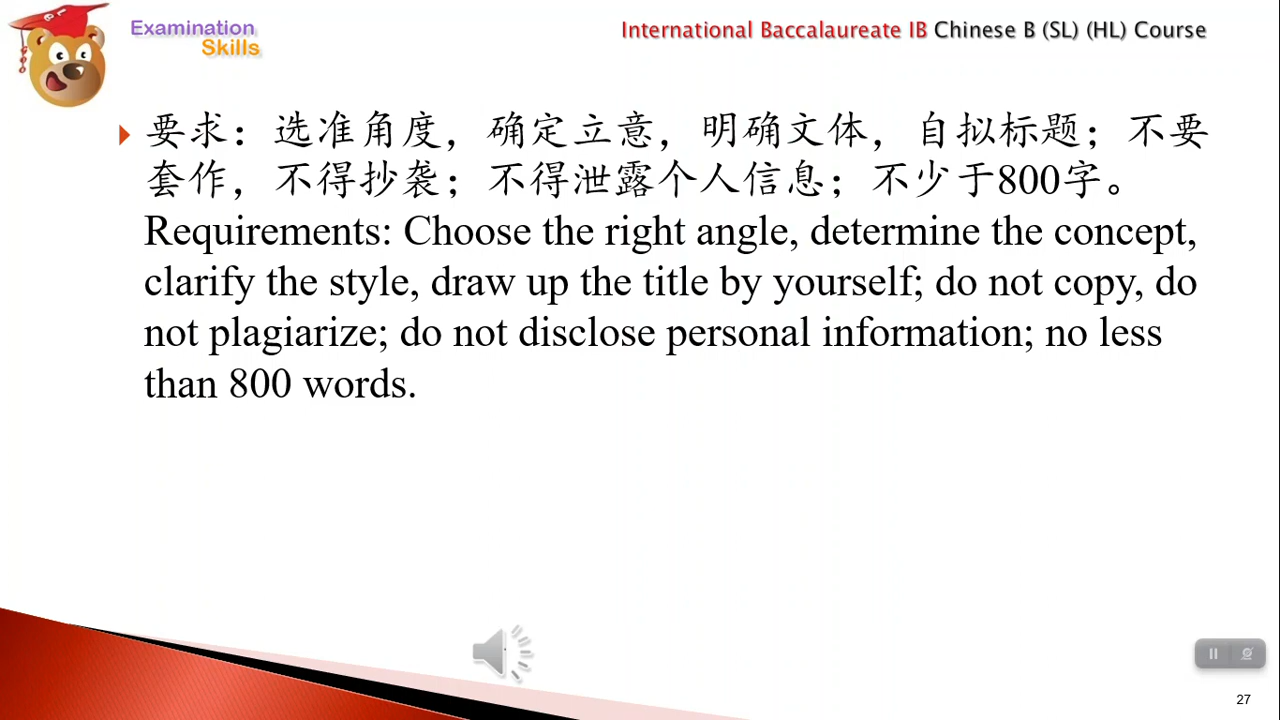 Examination
Skills
International Baccalaureate IB Chinese B (SL) (HL) Course
要求：选准角度，确定立意，明确文体，自拟标题；不要
套作，不得抄袭；不得泄露个人信息；不少于800字。
Requirements: Choose the right angle, determine the concept,
clarify the style, draw up the title by yourself; do not copy, do
not plagiarize; do not disclose personal information; no less
than 800 words.
27